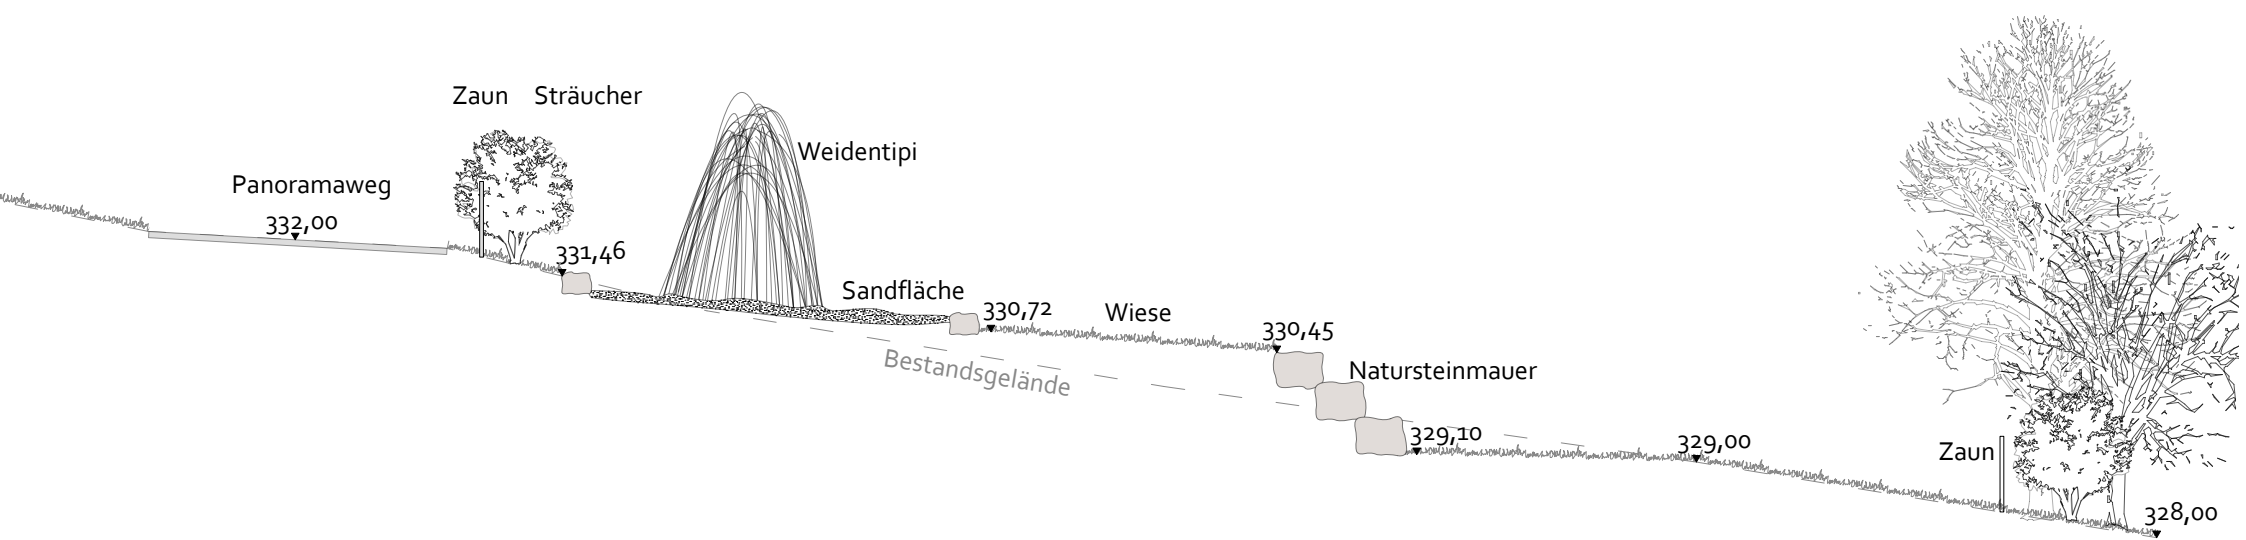 Zaun Sträucher
Weidentipi
Panoramaweg
332,00
331,46
Sandfläche
330,72
Wiese
330,45
Bestandsgelände
Natursteinmauer
329,10
329,00
Zaun
328,00